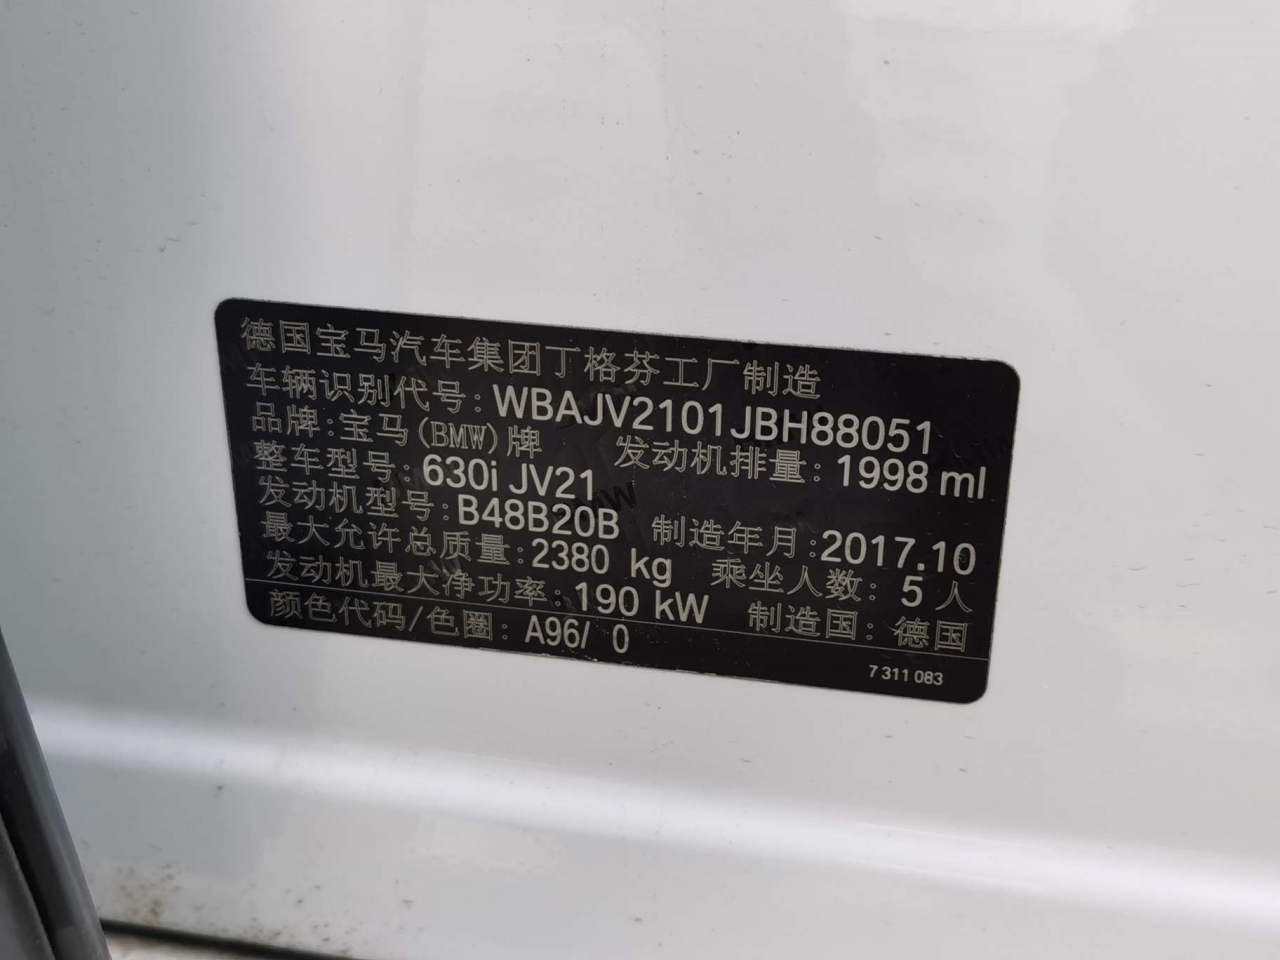 德国宝马汽车集团丁格芬工厂制造
车辆识别代号: WBAJV2101JBH88051
品牌:宝马(BMW)牌 发动机排量: 1998 ml
整车型号: 630i JV21
发动机型号: B48B20B 制造年月:2017.10
最大允许总质量: 2380 kg 乘坐人数: 5 人
发动机最大净功率: 190 kW 制造国: 德国
颜色代码/色圈: A96/ 0
7 311 083